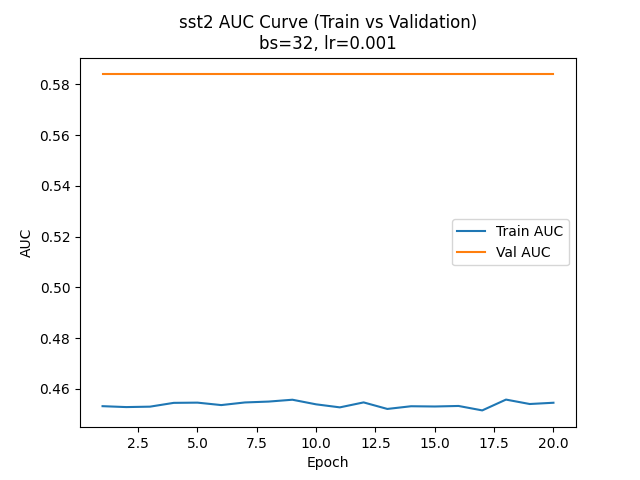 sst2 AUC Curve (Train vs Validation)
bs=32, lr=0.001
0.58
0.56
0.54
0.52
0.50
0.48
0.46
AUC
Train AUC
Val AUC
2.5 5.0 7.5 10.0 12.5 15.0 17.5 20.0
Epoch